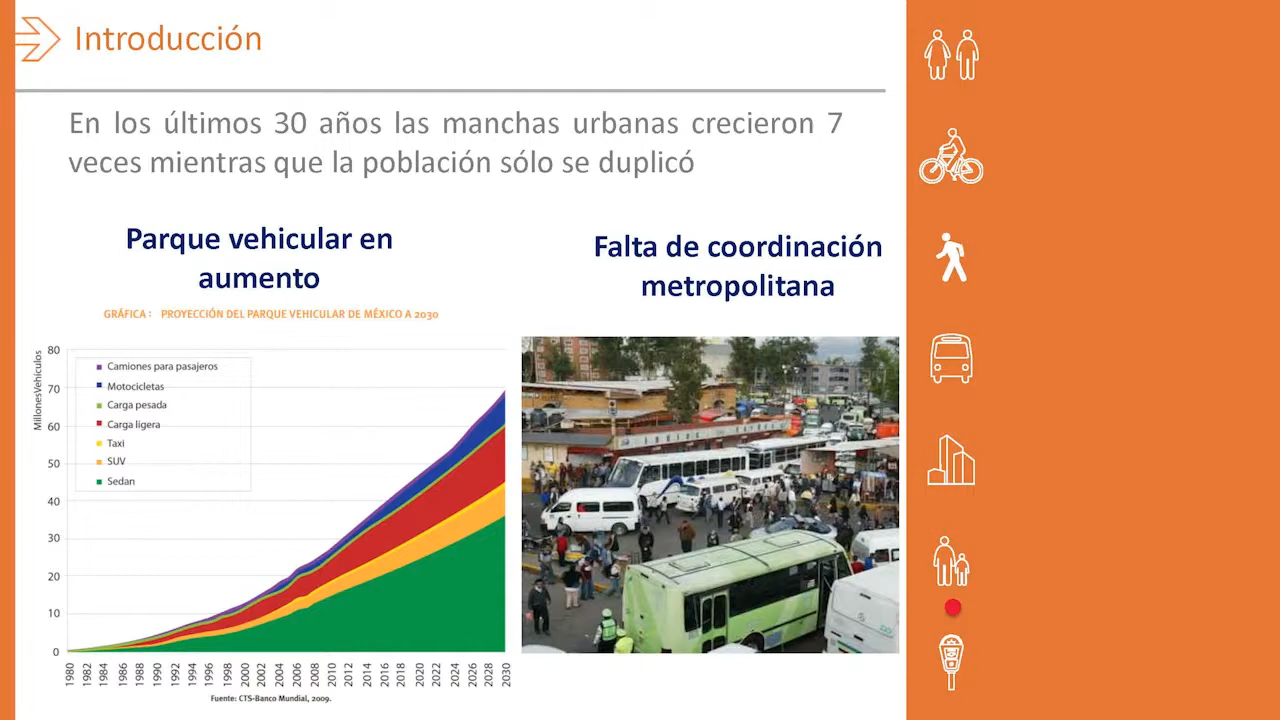 Introducción
En los últimos 30 años las manchas urbanas crecieron 7
veces mientras que la población sólo se duplicó
Parque vehicular en
aumento
Falta de coordinación
metropolitana
GRÁFICA : PROYECCIÓN DEL PARQUE VEHICULAR DE MÉXICO A 2030
MillonesVehículos
80
70
60
50
40
30
20
10
0
Camiones para pasajeros
Motocicletas
Carga pesada
Carga ligera
Taxi
SUV
Sedan
1980 1982 1984 1986 1988 1990 1992 1994 1996 1998 2000 2002 2004 2006 2008 2010 2012 2014 2016 2018 2020 2022 2024 2026 2028 2030
Fuente: CTS-Banco Mundial, 2009.